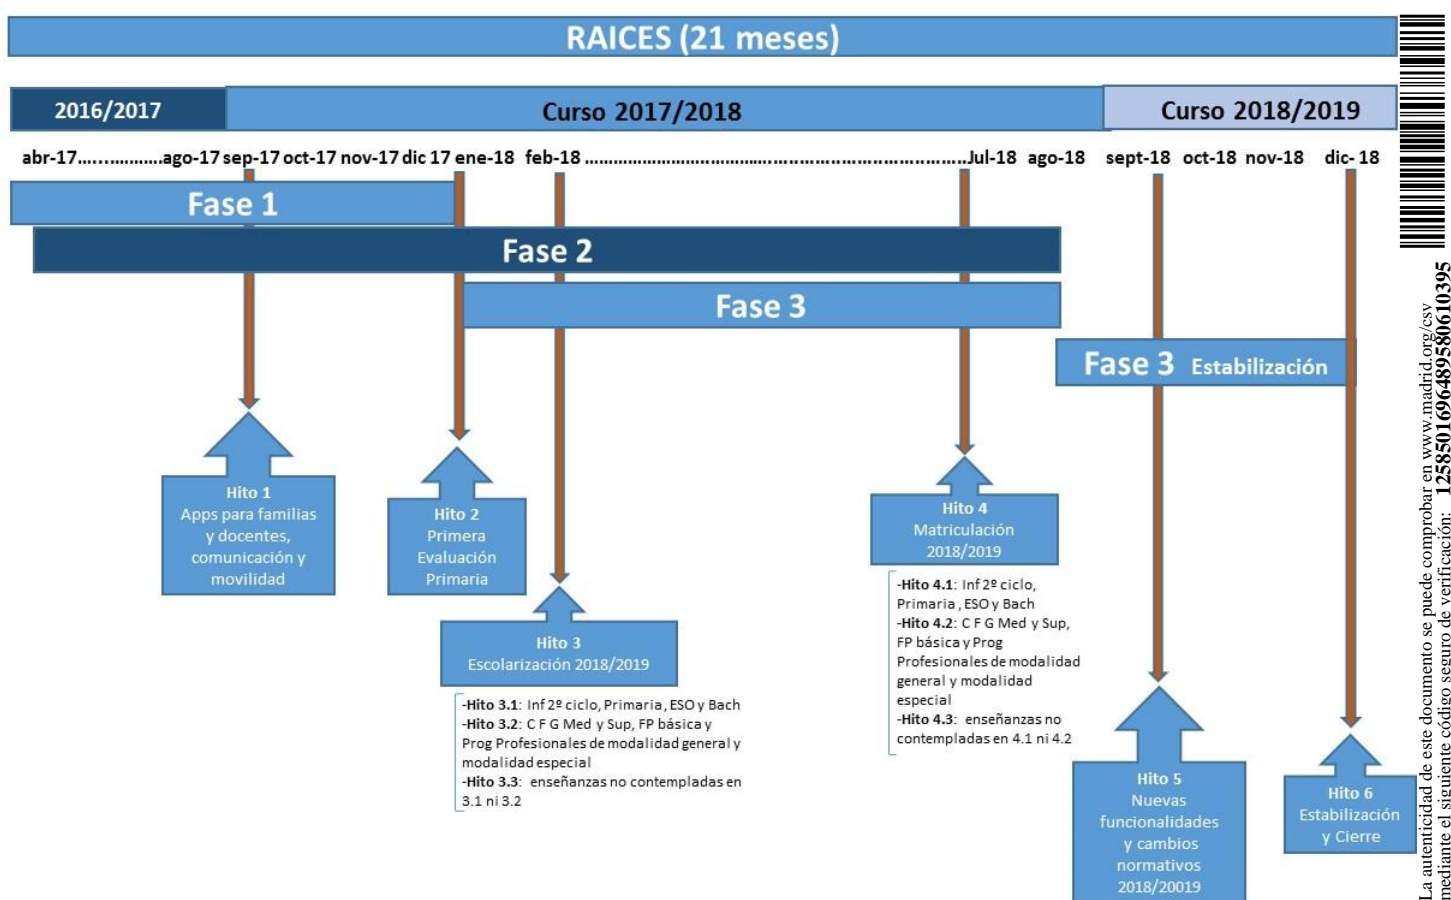 RAICES (21 meses)
2016/2017
Curso 2017/2018
Curso 2018/2019
abr-17.................ago-17 sep-17 oct-17 nov-17 dic 17 ene-18 feb-18 ..........................................................................Jul-18 ago-18 sept-18 oct-18 nov-18 dic- 18
Fase 1
Fase 2
Fase 3
Fase 3 Estabilización
Hito 1
Apps para familias
y docentes,
comunicación y
movilidad
Hito 2
Primera
Evaluación
Primaria
Hito 3
Escolarización 2018/2019
-Hito 3.1: Inf 2º ciclo, Primaria, ESO y Bach
-Hito 3.2: C F G Med y Sup, FP básica y
Prog Profesionales de modalidad general y
modalidad especial
-Hito 3.3: enseñanzas no contempladas en
3.1 ni 3.2
Hito 4
Matriculación
2018/2019
-Hito 4.1: Inf 2º ciclo,
Primaria , ESO y Bach
-Hito 4.2: C F G Med y Sup,
FP básica y Prog
Profesionales de modalidad
general y modalidad
especial
-Hito 4.3: enseñanzas no
contempladas en 4.1 ni 4.2
Hito 5
Nuevas
funcionalidades
y cambios
normativos
2018/20019
Hito 6
Estabilización
y Cierre
La autenticidad de este documento se puede comprobar en www.madrid.org/csv
mediante el siguiente código seguro de verificación: 1258501696489580610395